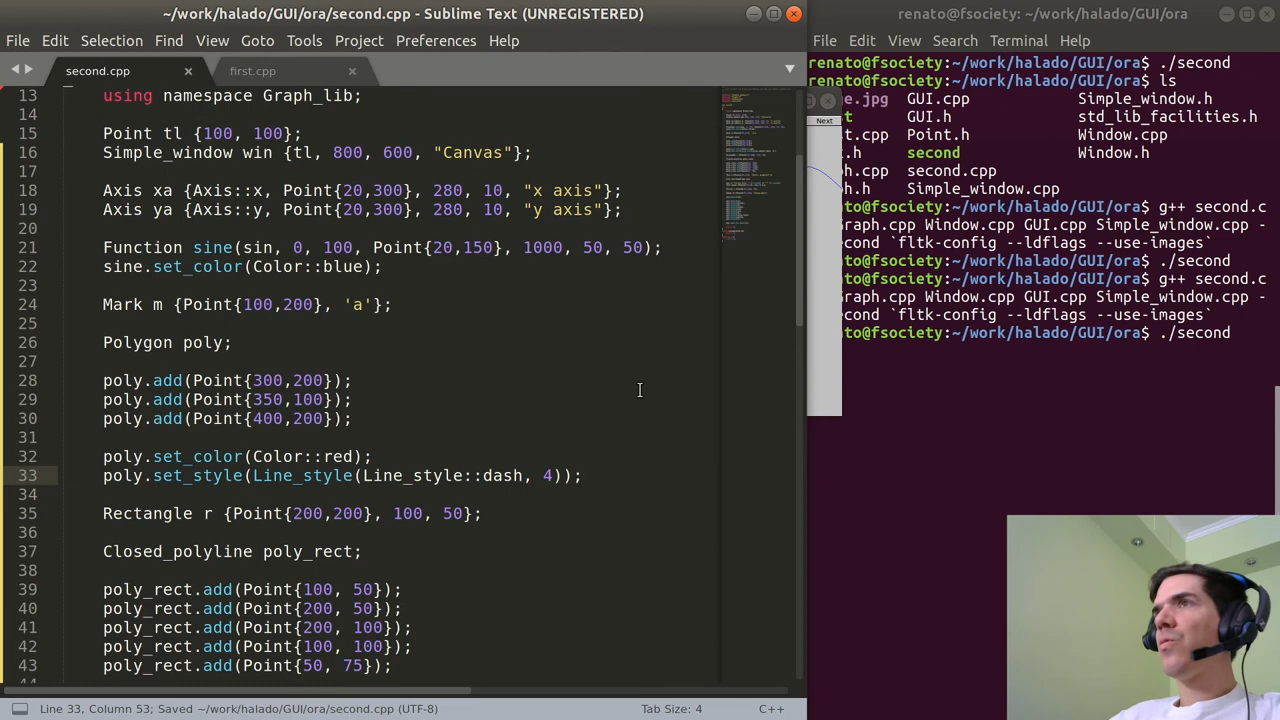 ~/work/halado/GUI/ora/second.cpp - Sublime Text (UNREGISTERED)
File Edit Selection Find View Goto Tools Project Preferences Help
second.cpp
first.cpp
13 using namespace Graph_lib;
14
15 Point tl {100, 100};
16 Simple_window win {tl, 800, 600, "Canvas"};
17
18 Axis xa {Axis::x, Point{20,300}, 280, 10, "x axis"};
19 Axis ya {Axis::y, Point{20,300}, 280, 10, "y axis"};
20
21 Function sine(sin, 0, 100, Point{20,150}, 1000, 50, 50);
22 sine.set_color(Color::blue);
23
24 Mark m {Point{100,200}, 'a'};
25
26 Polygon poly;
27
28 poly.add(Point{300,200});
29 poly.add(Point{350,100});
30 poly.add(Point{400,200});
31
32 poly.set_color(Color::red);
33 poly.set_style(Line_style(Line_style::dash, 4));
34
35 Rectangle r {Point{200,200}, 100, 50};
36
37 Closed_polyline poly_rect;
38
39 poly_rect.add(Point{100, 50});
40 poly_rect.add(Point{200, 50});
41 poly_rect.add(Point{200, 100});
42 poly_rect.add(Point{100, 100});
43 poly_rect.add(Point{50, 75});
Line 33, Column 53; Saved ~/work/halado/GUI/ora/second.cpp (UTF-8)
Tab Size: 4
C++
renato@fsociety: ~/work/halado/GUI/ora
File Edit View Search Terminal Help
renato@fsociety:~/work/halado/GUI/ora$ ./second
renato@fsociety:~/work/halado/GUI/ora$ ls
ge.jpg GUI.cpp Simple_window.h
t GUI.h std_lib_facilities.h
t.cpp Point.h Window.cpp
.h second Window.h
ph.cpp second.cpp
ph.h Simple_window.cpp
Next
renato@fsociety:~/work/halado/GUI/ora$ g++ second.c
Graph.cpp Window.cpp GUI.cpp Simple_window.cpp -
second `fltk-config --ldflags --use-images`
renato@fsociety:~/work/halado/GUI/ora$ ./second
renato@fsociety:~/work/halado/GUI/ora$ g++ second.c
Graph.cpp Window.cpp GUI.cpp Simple_window.cpp -
second `fltk-config --ldflags --use-images`
nato@fsociety:~/work/halado/GUI/ora$ ./second